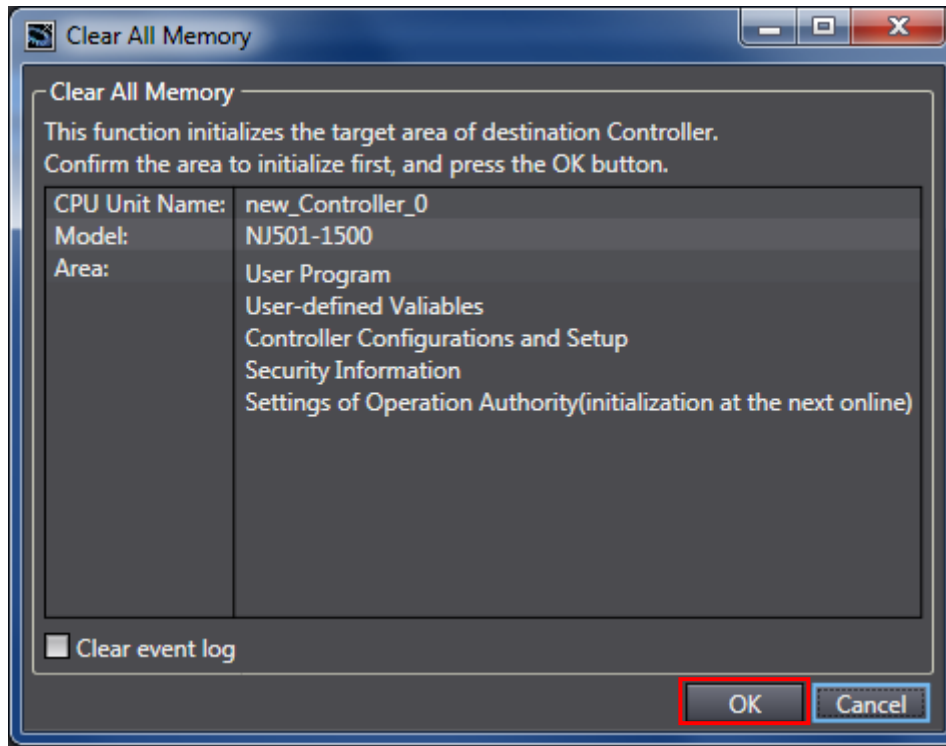 Clear All Memory
Clear All Memory
This function initializes the target area of destination Controller.
Confirm the area to initialize first, and press the OK button.
CPU Unit Name: new_Controller_0
Model: NJ501-1500
Area: User Program
User-defined Valiables
Controller Configurations and Setup
Security Information
Settings of Operation Authority(initialization at the next online)
Clear event log
OK Cancel